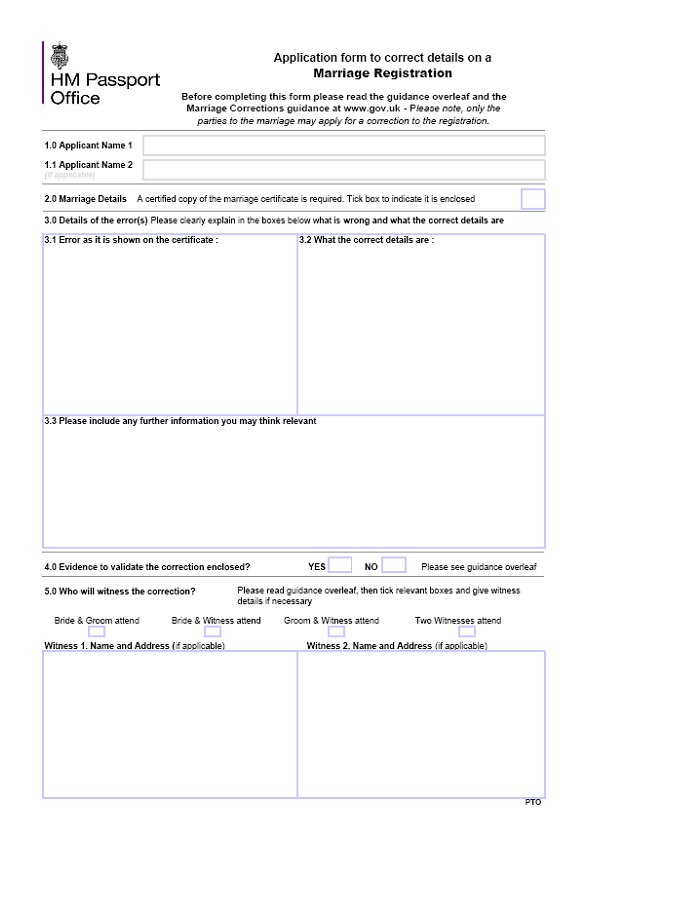 HM Passport
Office
Application form to correct details on a
Marriage Registration
Before completing this form please read the guidance overleaf and the
Marriage Corrections guidance at www.gov.uk - Please note, only the
parties to the marriage may apply for a correction to the registration.
1.0 Applicant Name 1
1.1 Applicant Name 2
(if applicable)
2.0 Marriage Details A certified copy of the marriage certificate is required. Tick box to indicate it is enclosed
3.0 Details of the error(s) Please clearly explain in the boxes below what is wrong and what the correct details are
3.1 Error as it is shown on the certificate : 3.2 What the correct details are :
3.3 Please include any further information you may think relevant
4.0 Evidence to validate the correction enclosed? YES NO Please see guidance overleaf
5.0 Who will witness the correction? Please read guidance overleaf, then tick relevant boxes and give witness
details if necessary
Bride & Groom attend Bride & Witness attend Groom & Witness attend Two Witnesses attend
Witness 1. Name and Address (if applicable) Witness 2. Name and Address (if applicable)
PTO